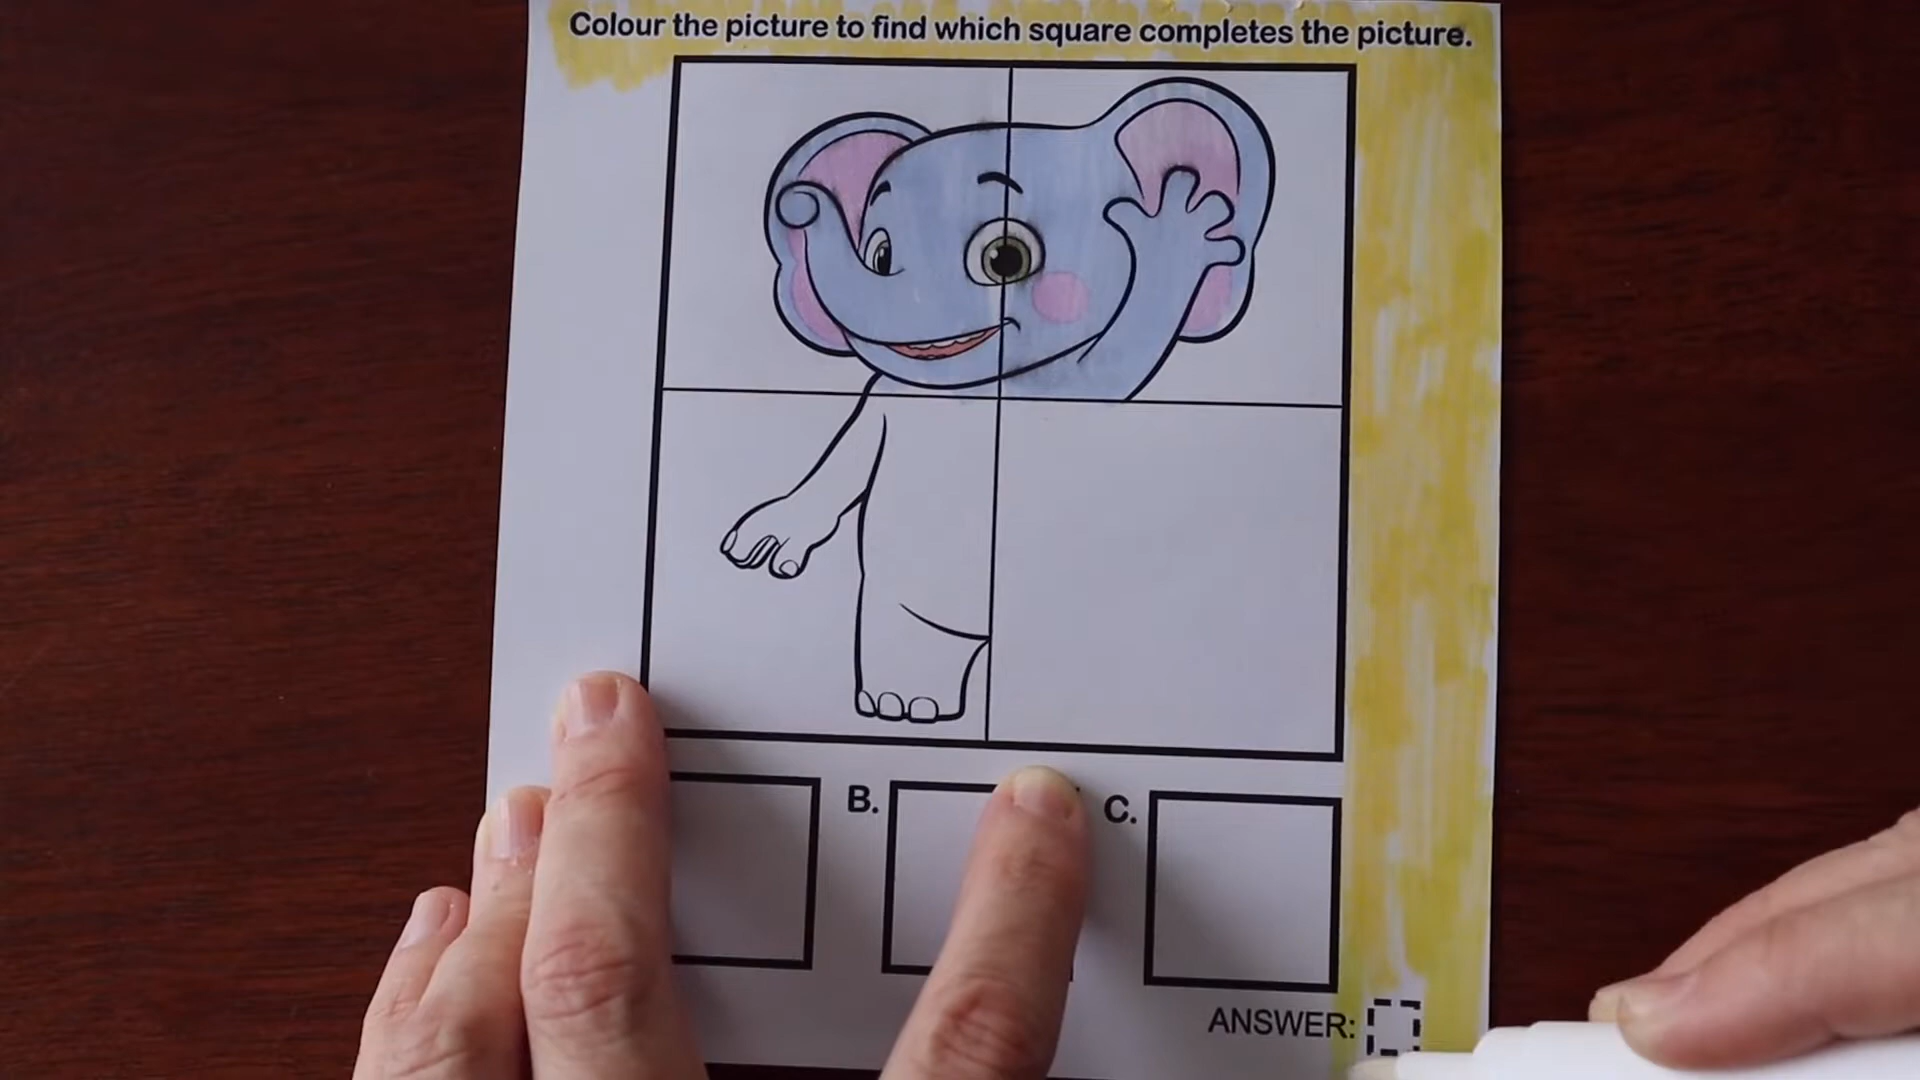 Colour the picture to find which square completes the picture.
B.
C.
ANSWER: